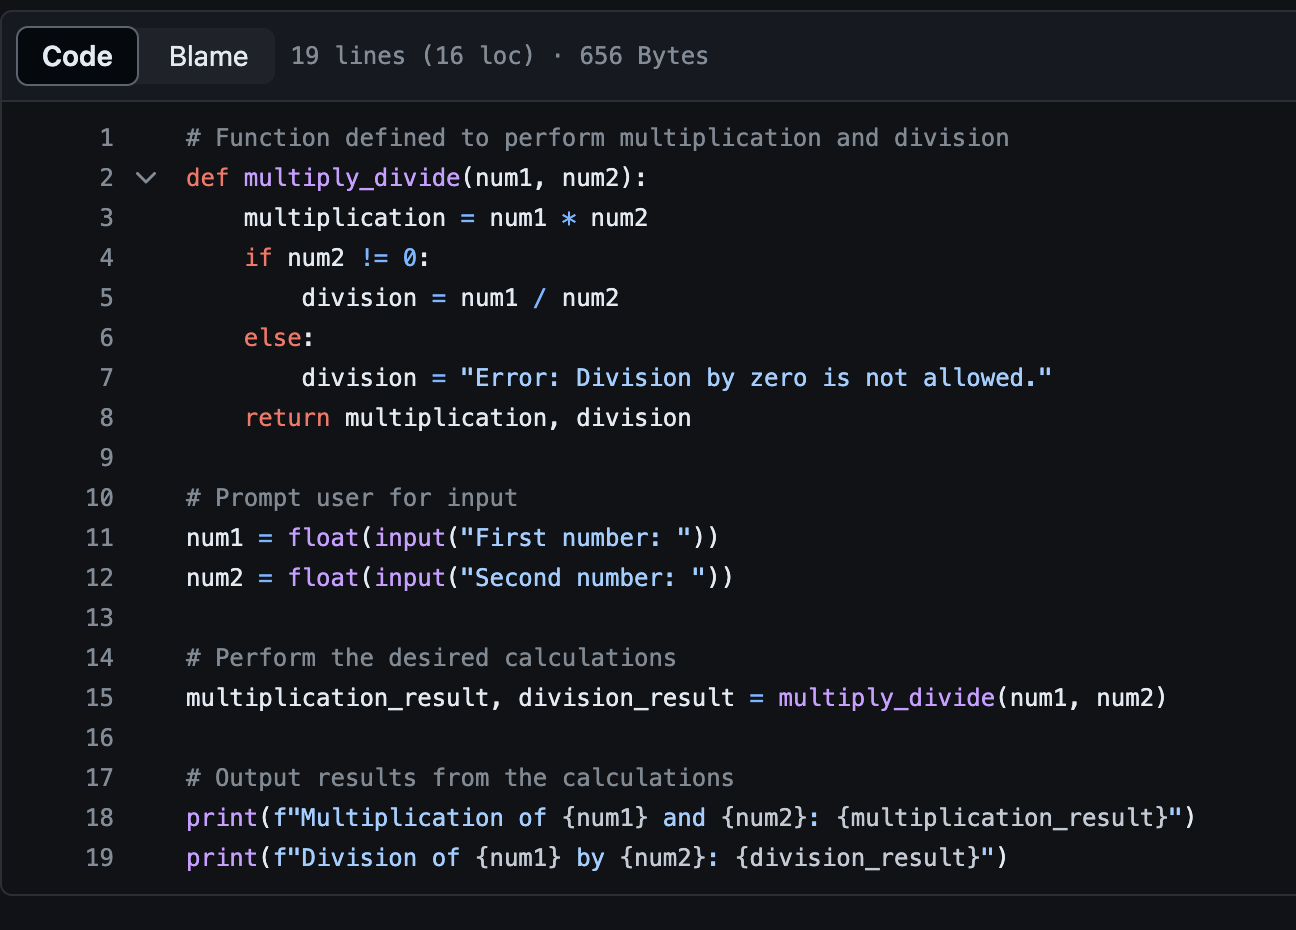 Code Blame 19 lines (16 loc) · 656 Bytes
1 # Function defined to perform multiplication and division
2 def multiply_divide(num1, num2):
3     multiplication = num1 * num2
4     if num2 != 0:
5         division = num1 / num2
6     else:
7         division = "Error: Division by zero is not allowed."
8     return multiplication, division
9
10 # Prompt user for input
11 num1 = float(input("First number: "))
12 num2 = float(input("Second number: "))
13
14 # Perform the desired calculations
15 multiplication_result, division_result = multiply_divide(num1, num2)
16
17 # Output results from the calculations
18 print(f"Multiplication of {num1} and {num2}: {multiplication_result}")
19 print(f"Division of {num1} by {num2}: {division_result}")